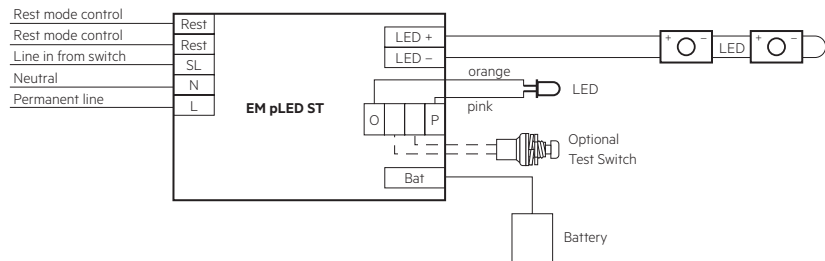 Rest mode control
Rest
Rest mode control
Rest
Line in from switch
SL
Neutral
N
Permanent line
L
EM pLED ST
LED +
LED –
+ –
LED
+ –
orange
LED
pink
O
P
Optional
Test Switch
Bat
Battery